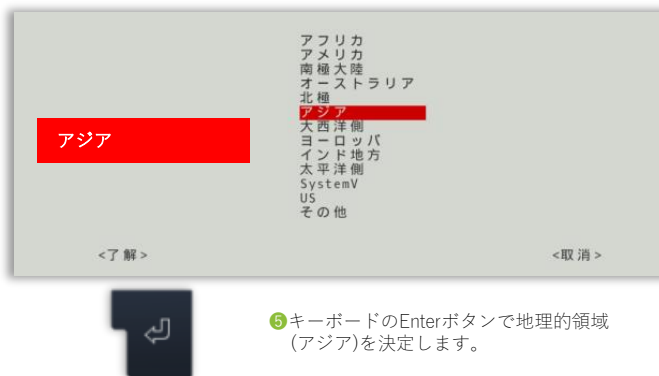 アフリカ
アメリカ
南極大陸
オーストラリア
北極
アジア
大西洋側
ヨーロッパ
インド地方
太平洋側
SystemV
US
その他
アジア
<了解>
<取消>
❺キーボードのEnterボタンで地理的領域
(アジア)を決定します。